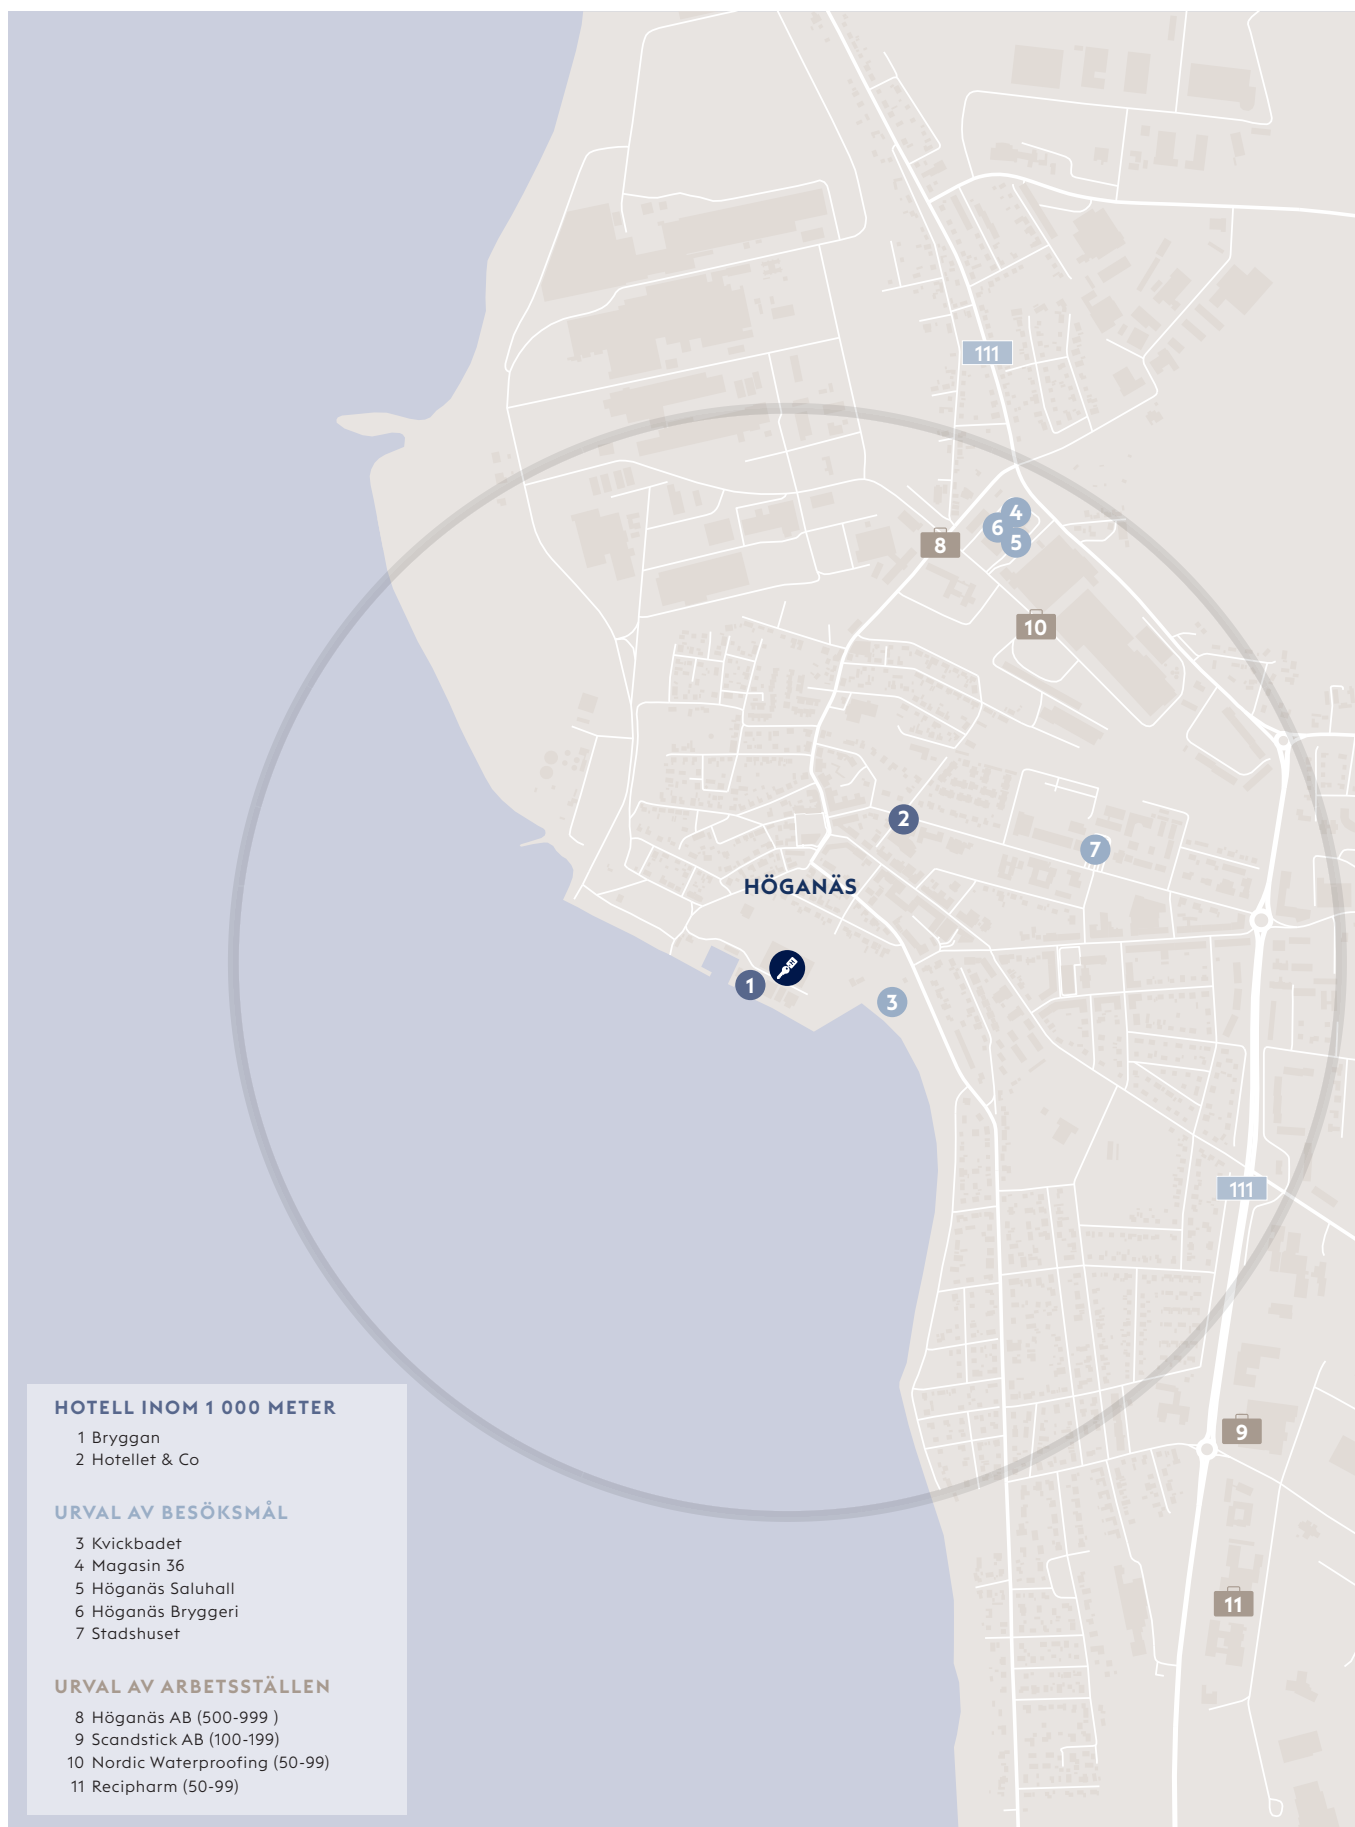 111
4
6
5
8
10
2
7
HÖGANÄS
1
3
111
9
11
HOTELL INOM 1 000 METER
1 Bryggan
2 Hotellet & Co
URVAL AV BESÖKSMÅL
3 Kvickbadet
4 Magasin 36
5 Höganäs Saluhall
6 Höganäs Bryggeri
7 Stadshuset
URVAL AV ARBETSSTÄLLEN
8 Höganäs AB (500-999 )
9 Scandstick AB (100-199)
10 Nordic Waterproofing (50-99)
11 Recipharm (50-99)